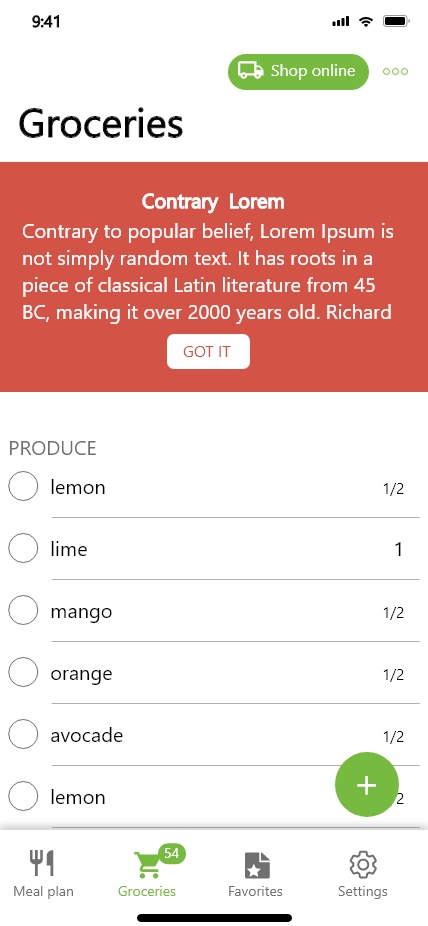 9:41
Shop online
Groceries
Contrary Lorem
Contrary to popular belief, Lorem Ipsum is
not simply random text. It has roots in a
piece of classical Latin literature from 45
BC, making it over 2000 years old. Richard
GOT IT
PRODUCE
lemon 1/2
lime 1
mango 1/2
orange 1/2
avocade 1/2
lemon 2
54
Meal plan Groceries Favorites Settings